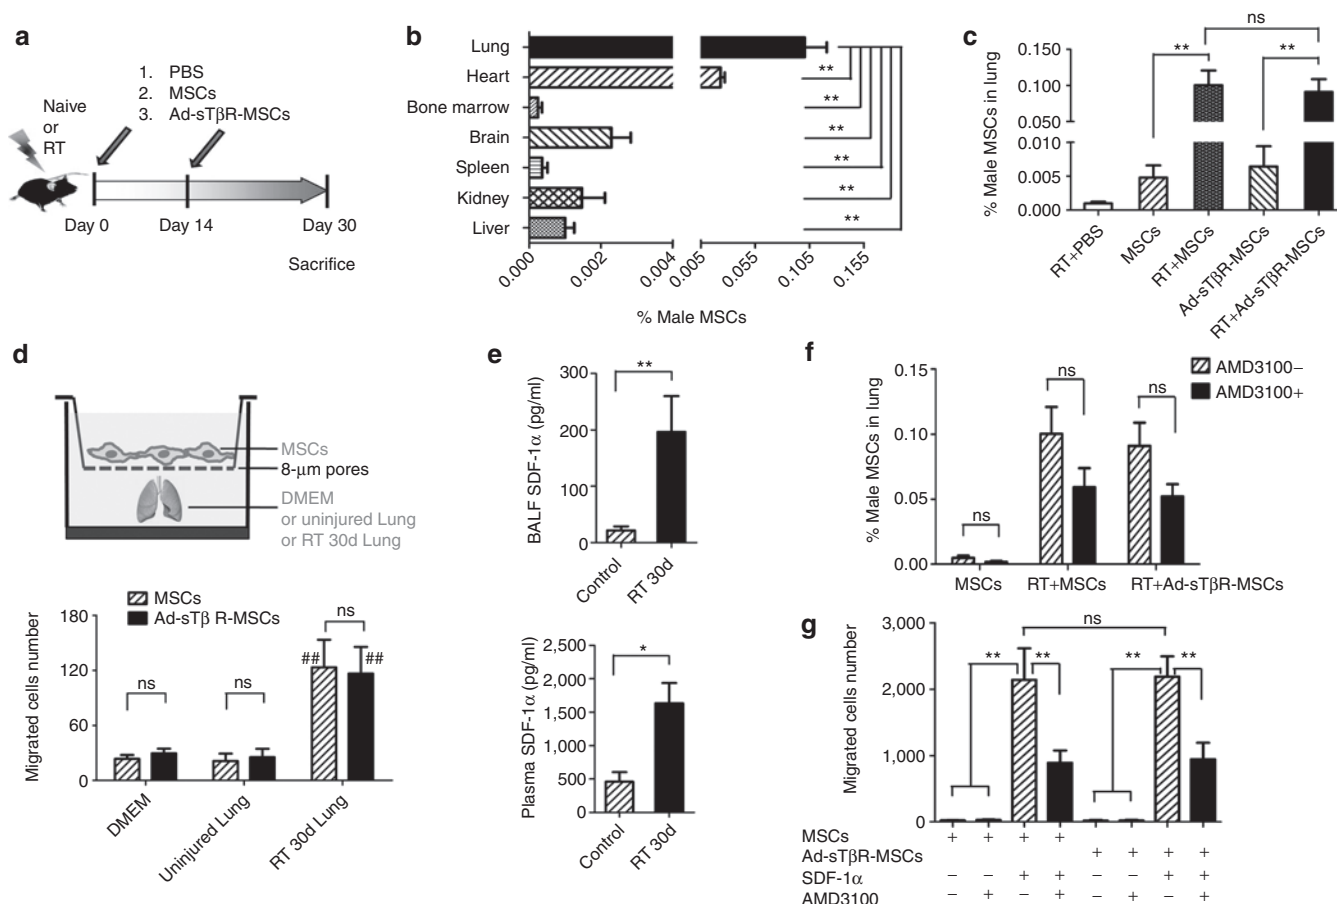 a
1. PBS
2. MSCs
3. Ad-sTβR-MSCs
Naive
or
RT
Day 0
Day 14
Day 30
Sacrifice
b
Lung
Heart
Bone marrow
Brain
Spleen
Kidney
Liver
**
**
**
**
**
**
0.000
0.002
0.004
0.005
0.055
0.105
0.155
% Male MSCs
c
% Male MSCs in lung
0.150
0.100
0.050
0.010
0.005
0.000
ns
**
**
RT+PBS
MSCs
RT+MSCs
Ad-sTβR-MSCs
RT+Ad-sTβR-MSCs
d
MSCs
8-μm pores
DMEM
or uninjured Lung
or RT 30d Lung
MSCs
Ad-sTβ R-MSCs
Migrated cells number
180
120
60
0
ns
ns
ns
## ##
DMEM
Uninjured Lung
RT 30d Lung
e
BALF SDF-1α (pg/ml)
300
200
100
0
**
Control
RT 30d
Plasma SDF-1α (pg/ml)
2,500
2,000
1,500
1,000
500
0
*
Control
RT 30d
f
% Male MSCs in lung
0.15
0.10
0.05
0.00
AMD3100−
AMD3100+
ns
ns
ns
MSCs
RT+MSCs
RT+Ad-sTβR-MSCs
g
Migrated cells number
3,000
2,000
1,000
0
ns
** ** ** **
MSCs + + + +
Ad-sTβR-MSCs + + + +
SDF-1α − − + + − − + +
AMD3100 − + − + − + − +